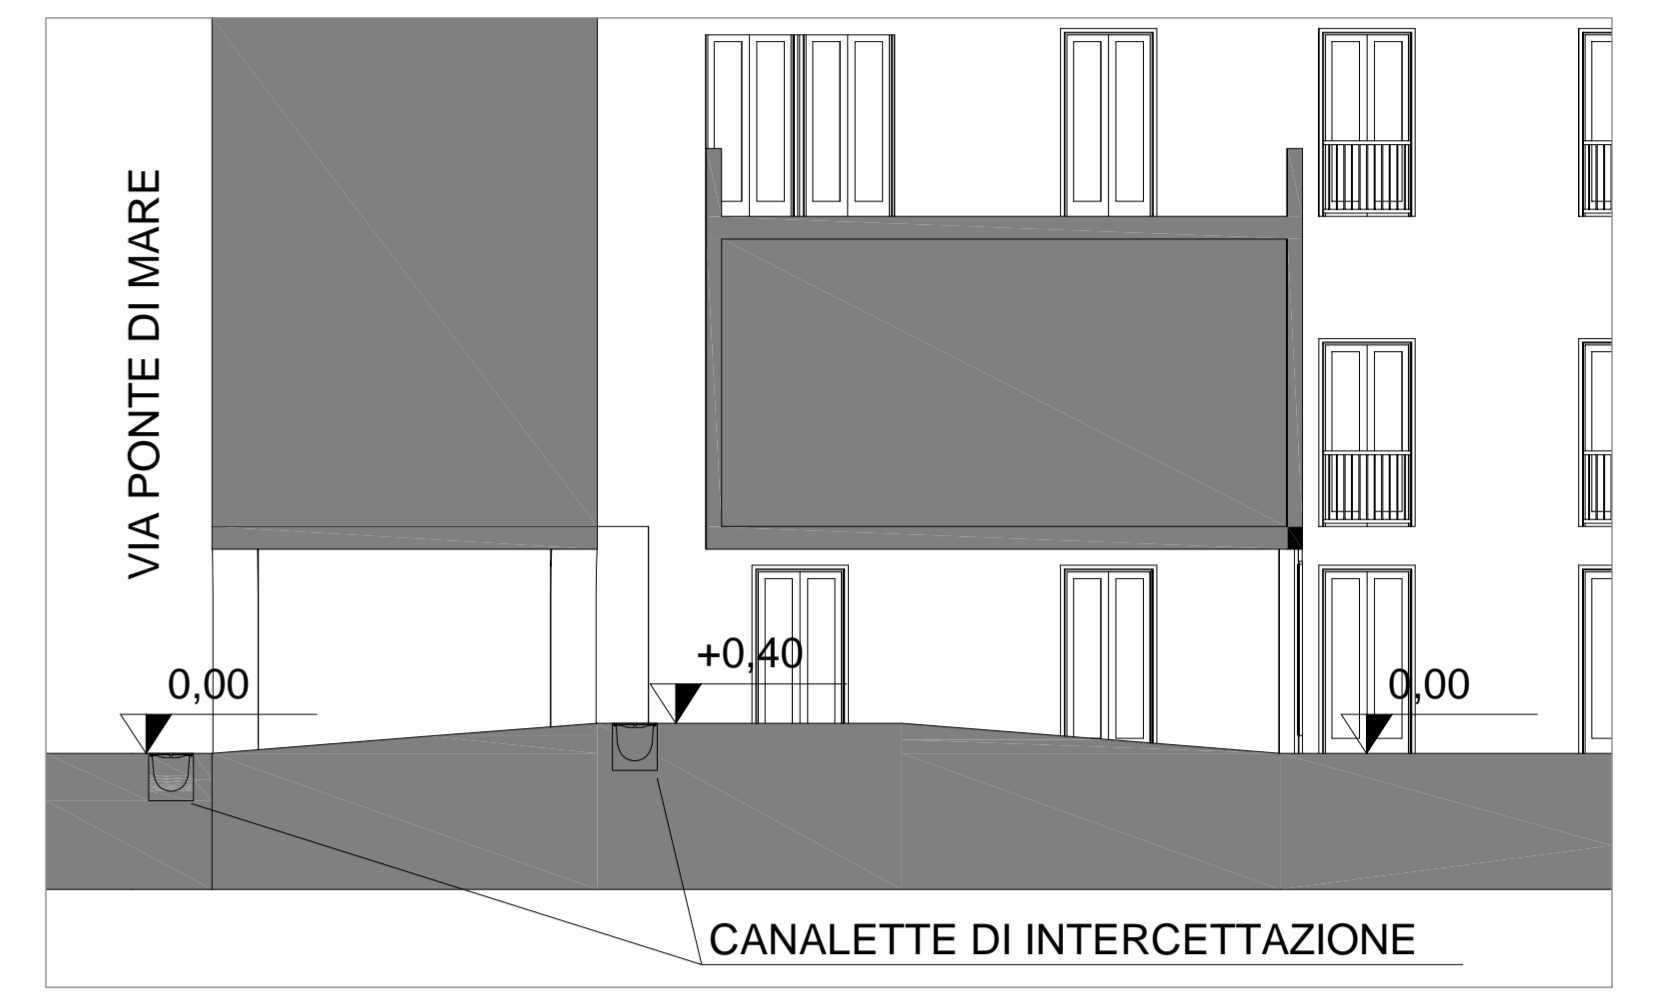 VIA PONTE DI MARE
0,00
+0,40
0,00
CANALETTE DI INTERCETTAZIONE